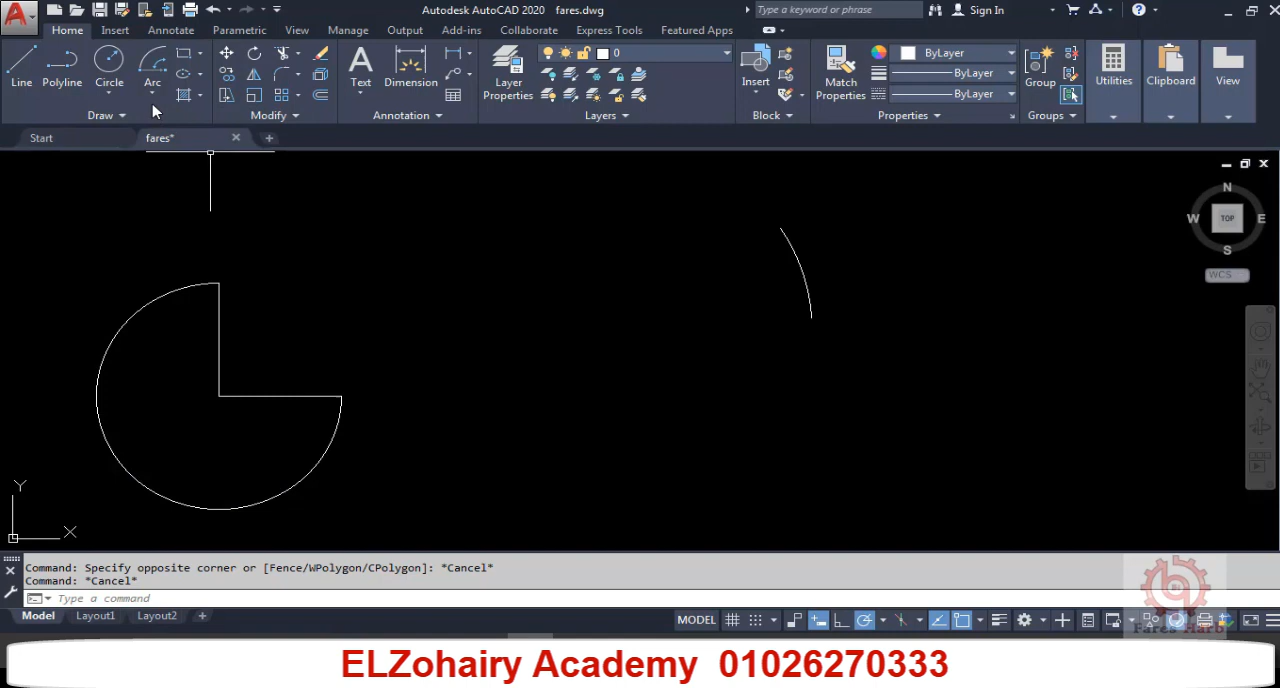 Autodesk AutoCAD 2020 fares.dwg
Type a keyword or phrase
Sign In
Home Insert Annotate Parametric View Manage Output Add-ins Collaborate Express Tools Featured Apps
Line Polyline Circle Arc
Draw
Modify
Text Dimension
Annotation
Layer
Properties
0
Layers
Insert
Block
Match
Properties
ByLayer
ByLayer
ByLayer
Properties
Group
Groups
Utilities
Clipboard
View
Start fares*
N
W TOP E
S
WCS
Y
X
Command: Specify opposite corner or [Fence/WPolygon/CPolygon]: *Cancel*
Command: *Cancel*
Type a command
Model Layout1 Layout2
MODEL
Fares Harb
ELZohairy Academy 01026270333